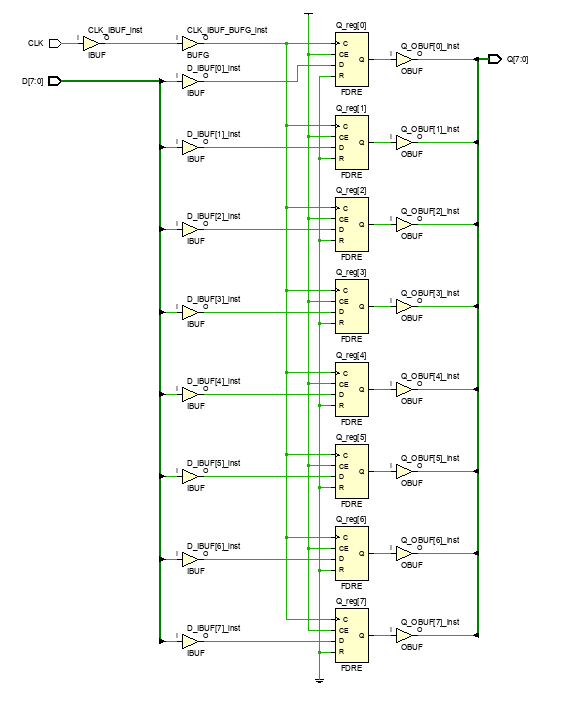 CLK
CLK_IBUF_inst
I
O
IBUF
CLK_IBUF_BUFG_inst
I
O
BUFG
D[7:0]
D_IBUF[0]_inst
I
O
IBUF
Q_reg[0]
C
CE
D
R
Q
FDRE
Q_OBUF[0]_inst
I
O
OBUF
Q[7:0]
D_IBUF[1]_inst
I
O
IBUF
Q_reg[1]
C
CE
D
R
Q
FDRE
Q_OBUF[1]_inst
I
O
OBUF
D_IBUF[2]_inst
I
O
IBUF
Q_reg[2]
C
CE
D
R
Q
FDRE
Q_OBUF[2]_inst
I
O
OBUF
D_IBUF[3]_inst
I
O
IBUF
Q_reg[3]
C
CE
D
R
Q
FDRE
Q_OBUF[3]_inst
I
O
OBUF
D_IBUF[4]_inst
I
O
IBUF
Q_reg[4]
C
CE
D
R
Q
FDRE
Q_OBUF[4]_inst
I
O
OBUF
D_IBUF[5]_inst
I
O
IBUF
Q_reg[5]
C
CE
D
R
Q
FDRE
Q_OBUF[5]_inst
I
O
OBUF
D_IBUF[6]_inst
I
O
IBUF
Q_reg[6]
C
CE
D
R
Q
FDRE
Q_OBUF[6]_inst
I
O
OBUF
D_IBUF[7]_inst
I
O
IBUF
Q_reg[7]
C
CE
D
R
Q
FDRE
Q_OBUF[7]_inst
I
O
OBUF